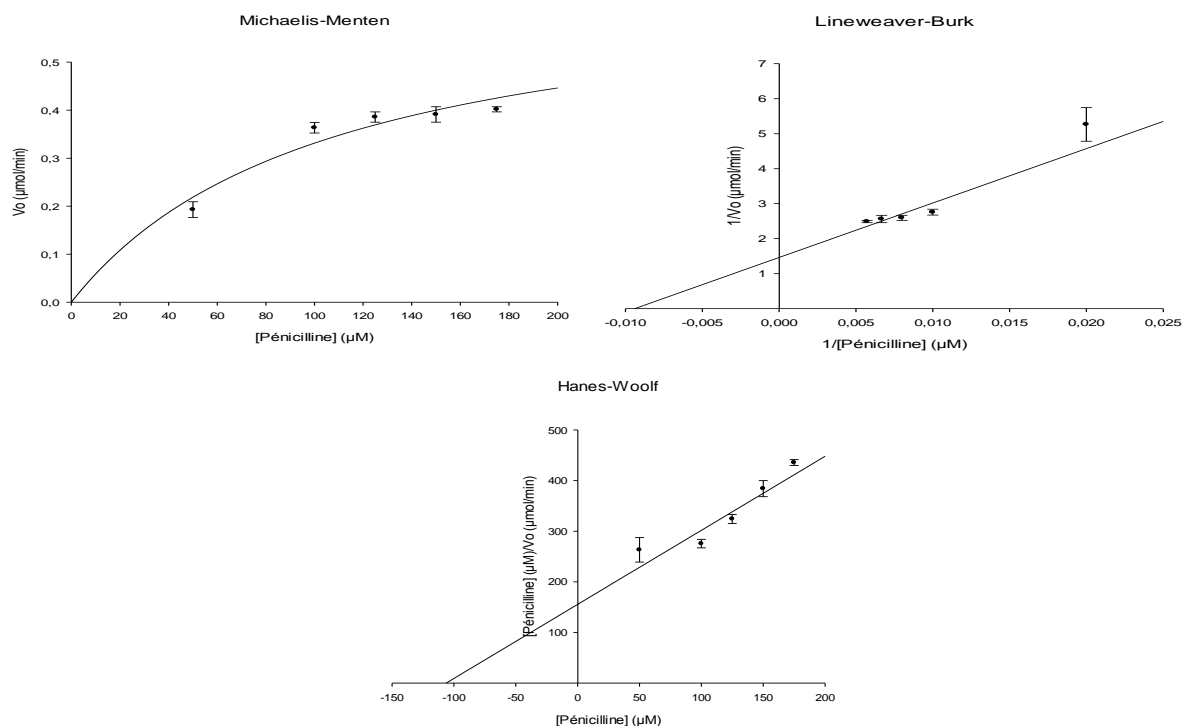 Michaelis-Menten
Vo (µmol/min)
0,5
0,4
0,3
0,2
0,1
0,0
0 20 40 60 80 100 120 140 160 180 200
[Pénicilline] (µM)
Lineweaver-Burk
1/Vo (µmol/min)
7
6
5
4
3
2
1
-0,010 -0,005 0,000 0,005 0,010 0,015 0,020 0,025
1/[Pénicilline] (µM)
Hanes-Woolf
[Pénicilline] (µM)/Vo (µmol/min)
500
400
300
200
100
-150 -100 -50 0 50 100 150 200
[Pénicilline] (µM)